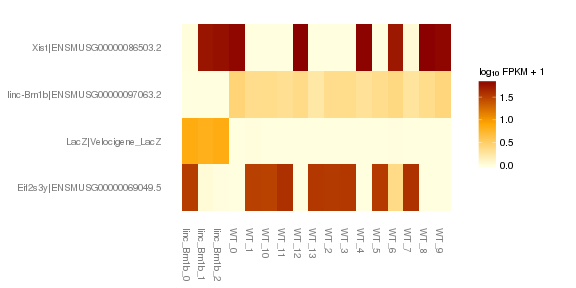 Xist|ENSMUSG00000086503.2
linc-Brn1b|ENSMUSG00000097063.2
LacZ|Velocigene_LacZ
Eif2s3y|ENSMUSG00000069049.5
log10 FPKM + 1
1.5
1.0
0.5
0.0
linc_Brn1b_0
linc_Brn1b_1
linc_Brn1b_2
WT_0
WT_1
WT_10
WT_11
WT_12
WT_13
WT_2
WT_3
WT_4
WT_5
WT_6
WT_7
WT_8
WT_9